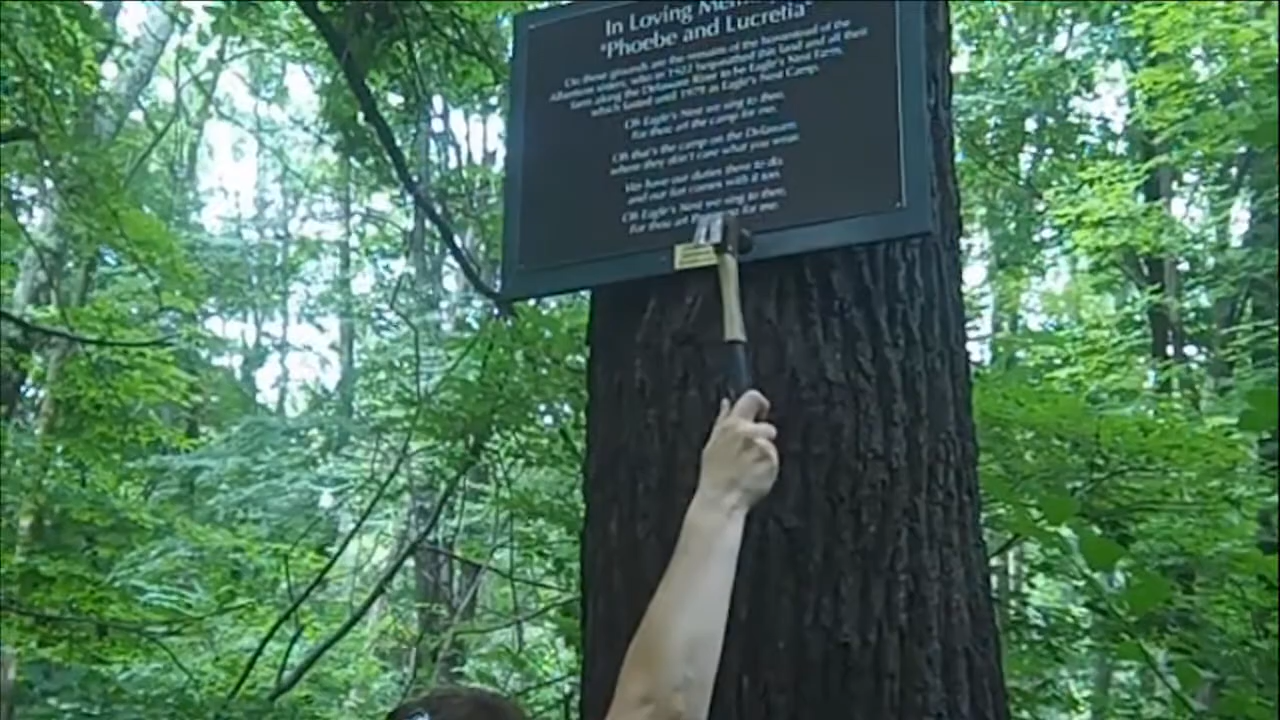 In Loving Mem
"Phoebe and Lucretia"
On these grounds are the remnants of the homestead of the
sisters, who in 1927 bequeathed this land and all their
farm along the Delaware River to be Eagle's Nest Farm,
which lasted until 1979 as Eagle's Nest Camp.
Oh Eagle's Nest we sing to thee,
For thou art the camp for me.
Oh that's the camp on the Delaware
where they don't care what you wear.
We have our duties there to do
and our fun comes with it too.
Oh Eagle's Nest we sing to thee,
For thou art for me.